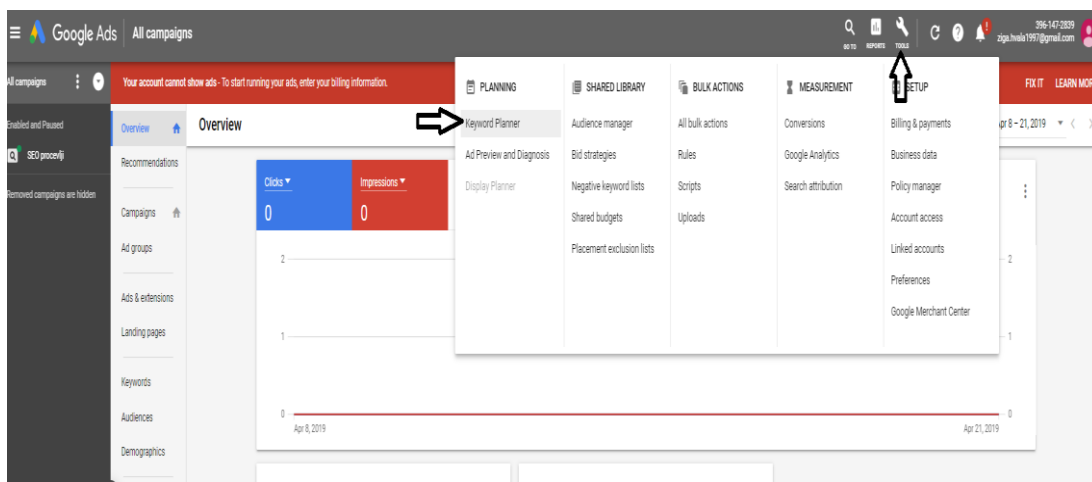 Google Ads All campaigns
GO TO REPORTS TOOLS
396-147-2839
ziga.hvala1997@gmail.com
All campaigns
Your account cannot show ads - To start running your ads, enter your billing information.
FIX IT LEARN MOR
Enabled and Paused
SEO procevlji
Removed campaigns are hidden
Overview
Recommendations
Campaigns
Ad groups
Ads & extensions
Landing pages
Keywords
Audiences
Demographics
Overview
pr 8 – 21, 2019
PLANNING
Keyword Planner
Ad Preview and Diagnosis
Display Planner
SHARED LIBRARY
Audience manager
Bid strategies
Negative keyword lists
Shared budgets
Placement exclusion lists
BULK ACTIONS
All bulk actions
Rules
Scripts
Uploads
MEASUREMENT
Conversions
Google Analytics
Search attribution
SETUP
Billing & payments
Business data
Policy manager
Account access
Linked accounts
Preferences
Google Merchant Center
Clicks
0
Impressions
0
2 2
1 1
0 0
Apr 8, 2019 Apr 21, 2019